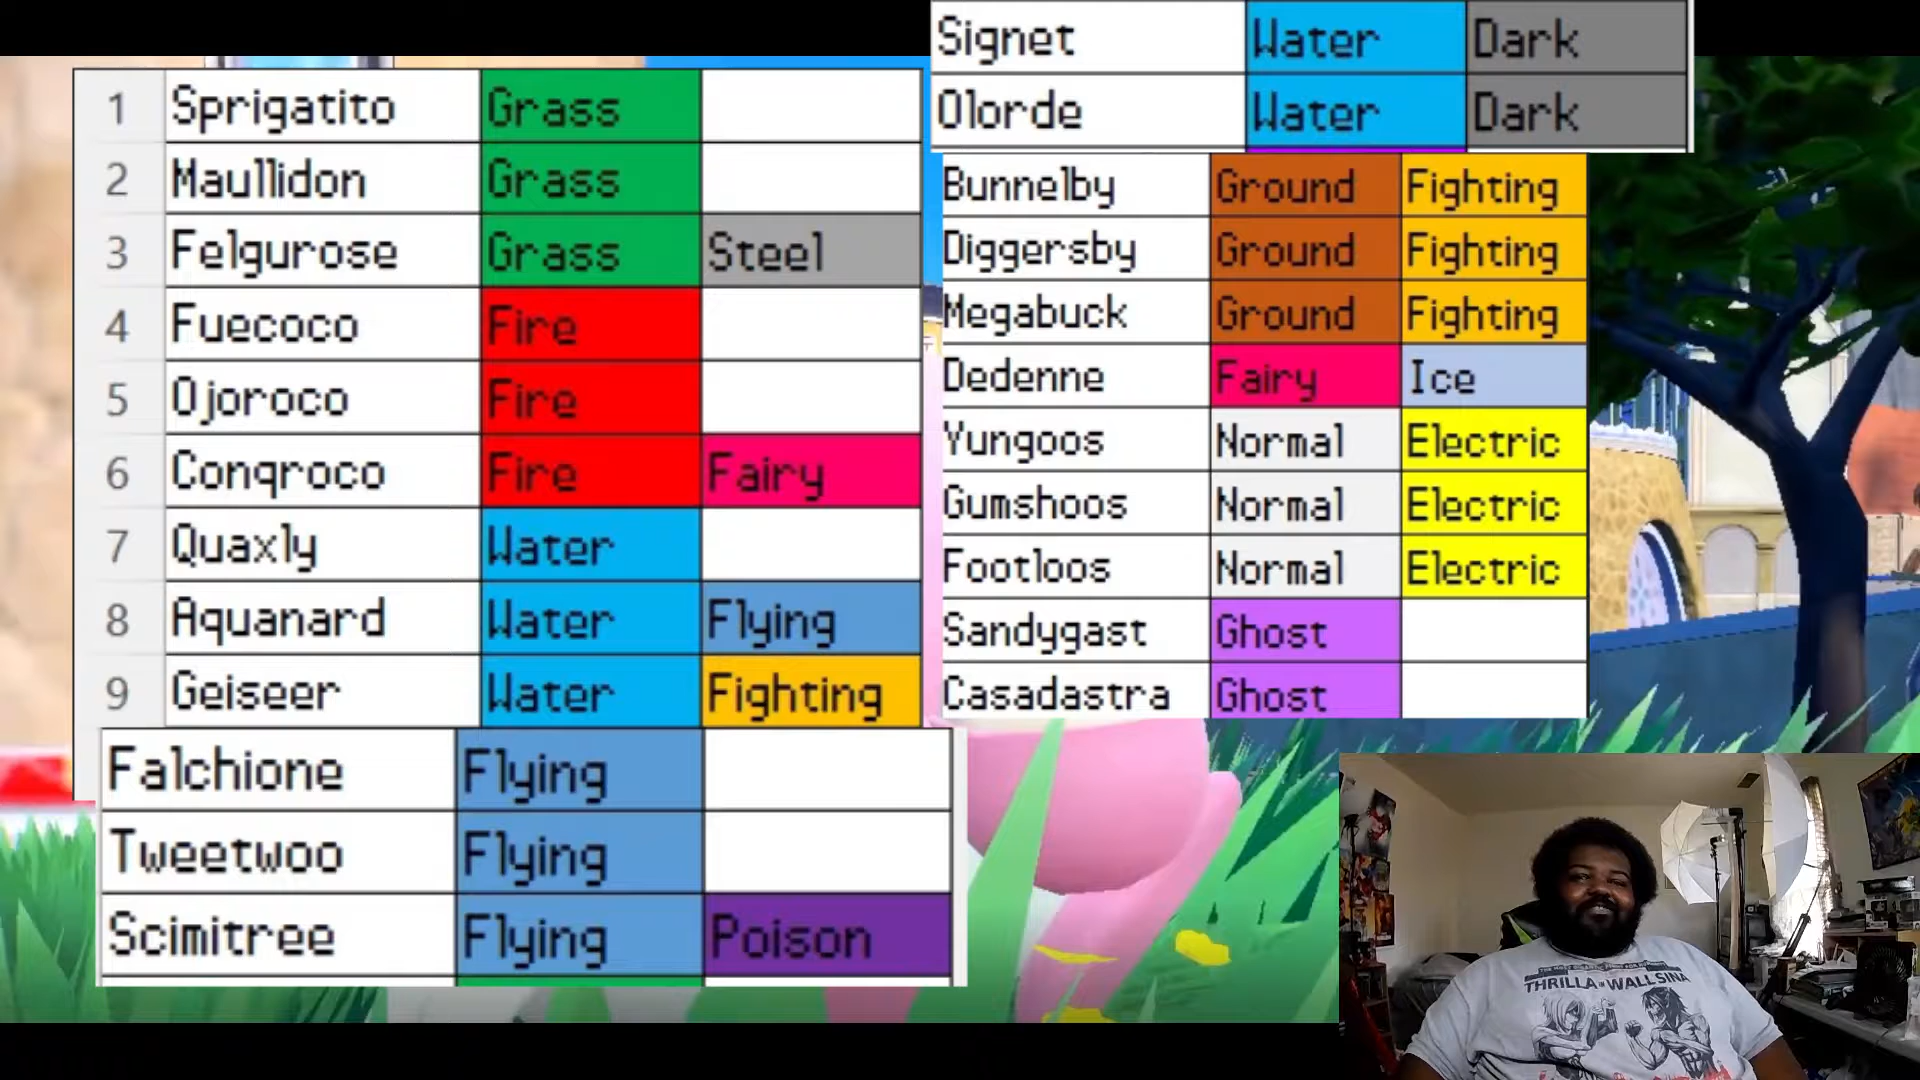 1 Sprigatito Grass
2 Maullidon Grass
3 Felgurose Grass Steel
4 Fuecoco Fire
5 Ojoroco Fire
6 Conqroco Fire Fairy
7 Quaxly Water
8 Aquanard Water Flying
9 Geiseer Water Fighting
Falchione Flying
Tweetwoo Flying
Scimitree Flying Poison
Signet Water Dark
Olorde Water Dark
Bunnelby Ground Fighting
Diggersby Ground Fighting
Megabuck Ground Fighting
Dedenne Fairy Ice
Yungoos Normal Electric
Gumshoos Normal Electric
Footloos Normal Electric
Sandygast Ghost
Casadastra Ghost
THRILLA IN WALL SINA